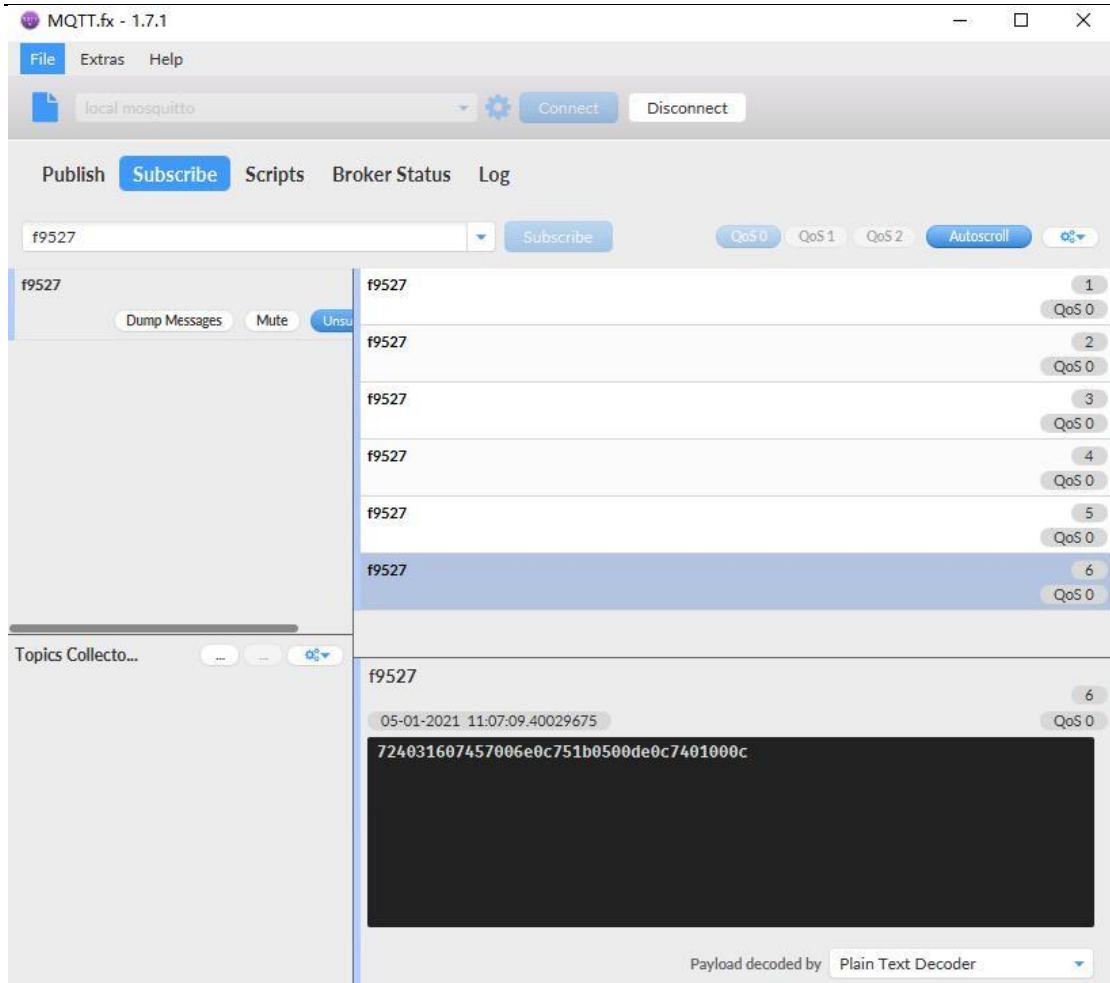 MQTT.fx - 1.7.1
File Extras Help
local mosquitto Connect Disconnect
Publish Subscribe Scripts Broker Status Log
f9527 Subscribe QoS 0 QoS 1 QoS 2 Autoscroll
f9527
Dump Messages Mute Unsu
f9527 1
QoS 0
f9527 2
QoS 0
f9527 3
QoS 0
f9527 4
QoS 0
f9527 5
QoS 0
f9527 6
QoS 0
Topics Collecto... ... ...
f9527
6
05-01-2021 11:07:09.40029675 QoS 0
724031607457006e0c751b0500de0c7401000c
Payload decoded by Plain Text Decoder